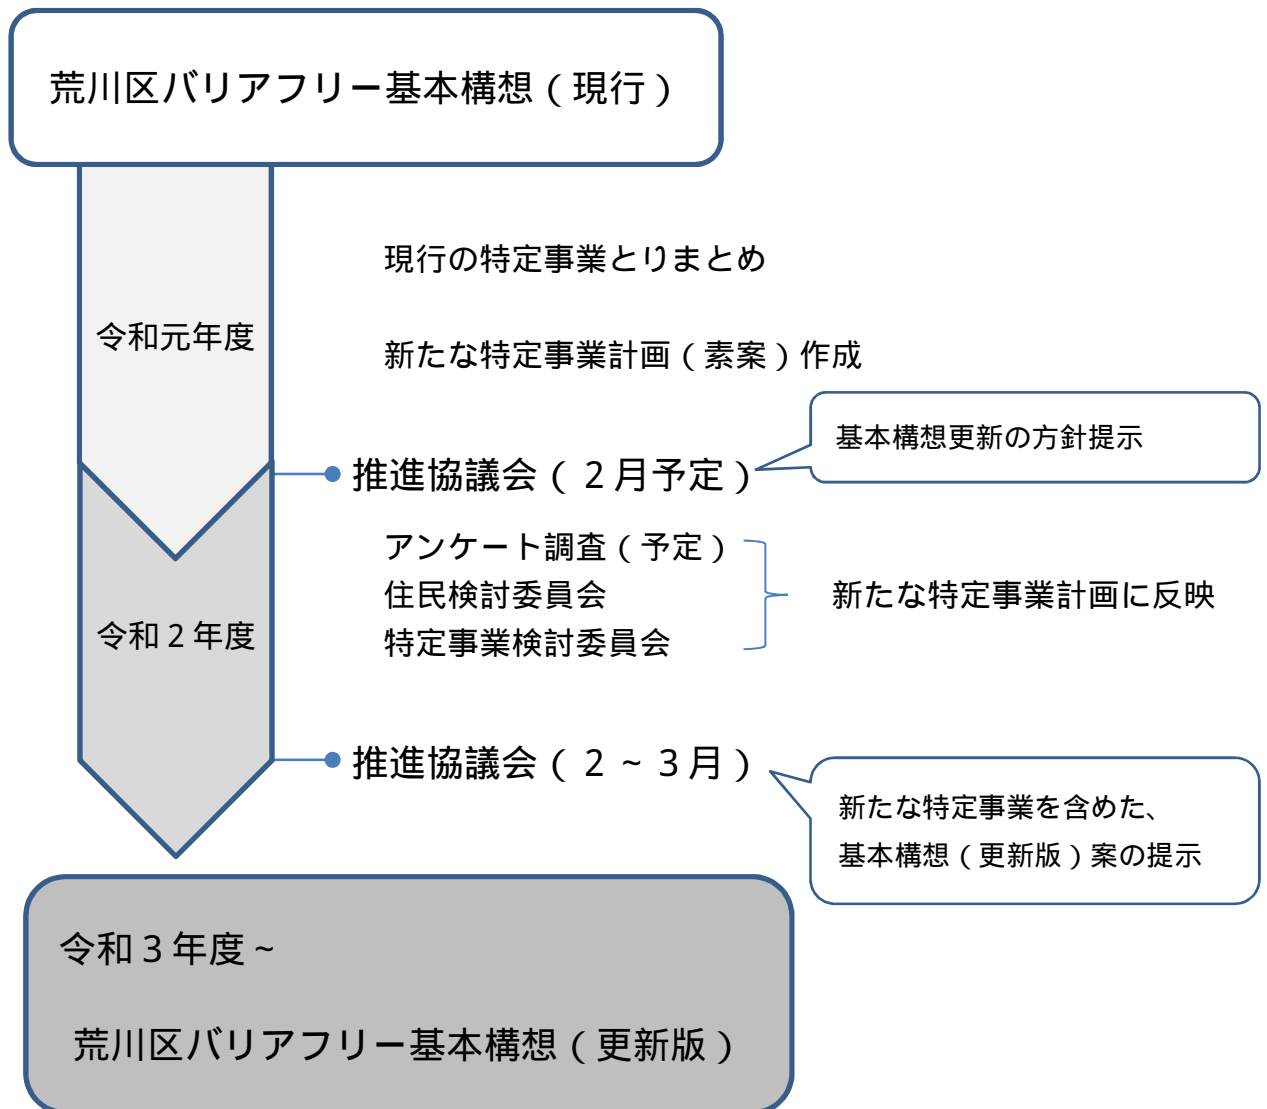 荒川区バリアフリー基本構想（現行）
現行の特定事業とりまとめ
令和元年度
新たな特定事業計画（素案）作成
基本構想更新の方針提示
推進協議会（２月予定）
アンケート調査（予定）
住民検討委員会
新たな特定事業計画に反映
令和２年度
特定事業検討委員会
推進協議会（２~３月）
新たな特定事業を含めた、
基本構想（更新版）案の提示
令和３年度~
荒川区バリアフリー基本構想（更新版）